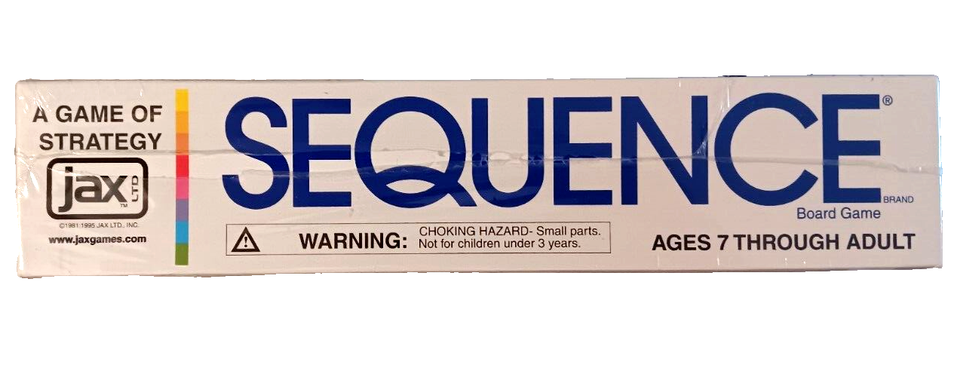 A GAME OF
STRATEGY
jax LTD
™
©1981,1995 JAX LTD., INC.
www.jaxgames.com
SEQUENCE®
BRAND
Board Game
WARNING: CHOKING HAZARD- Small parts.
Not for children under 3 years.
AGES 7 THROUGH ADULT